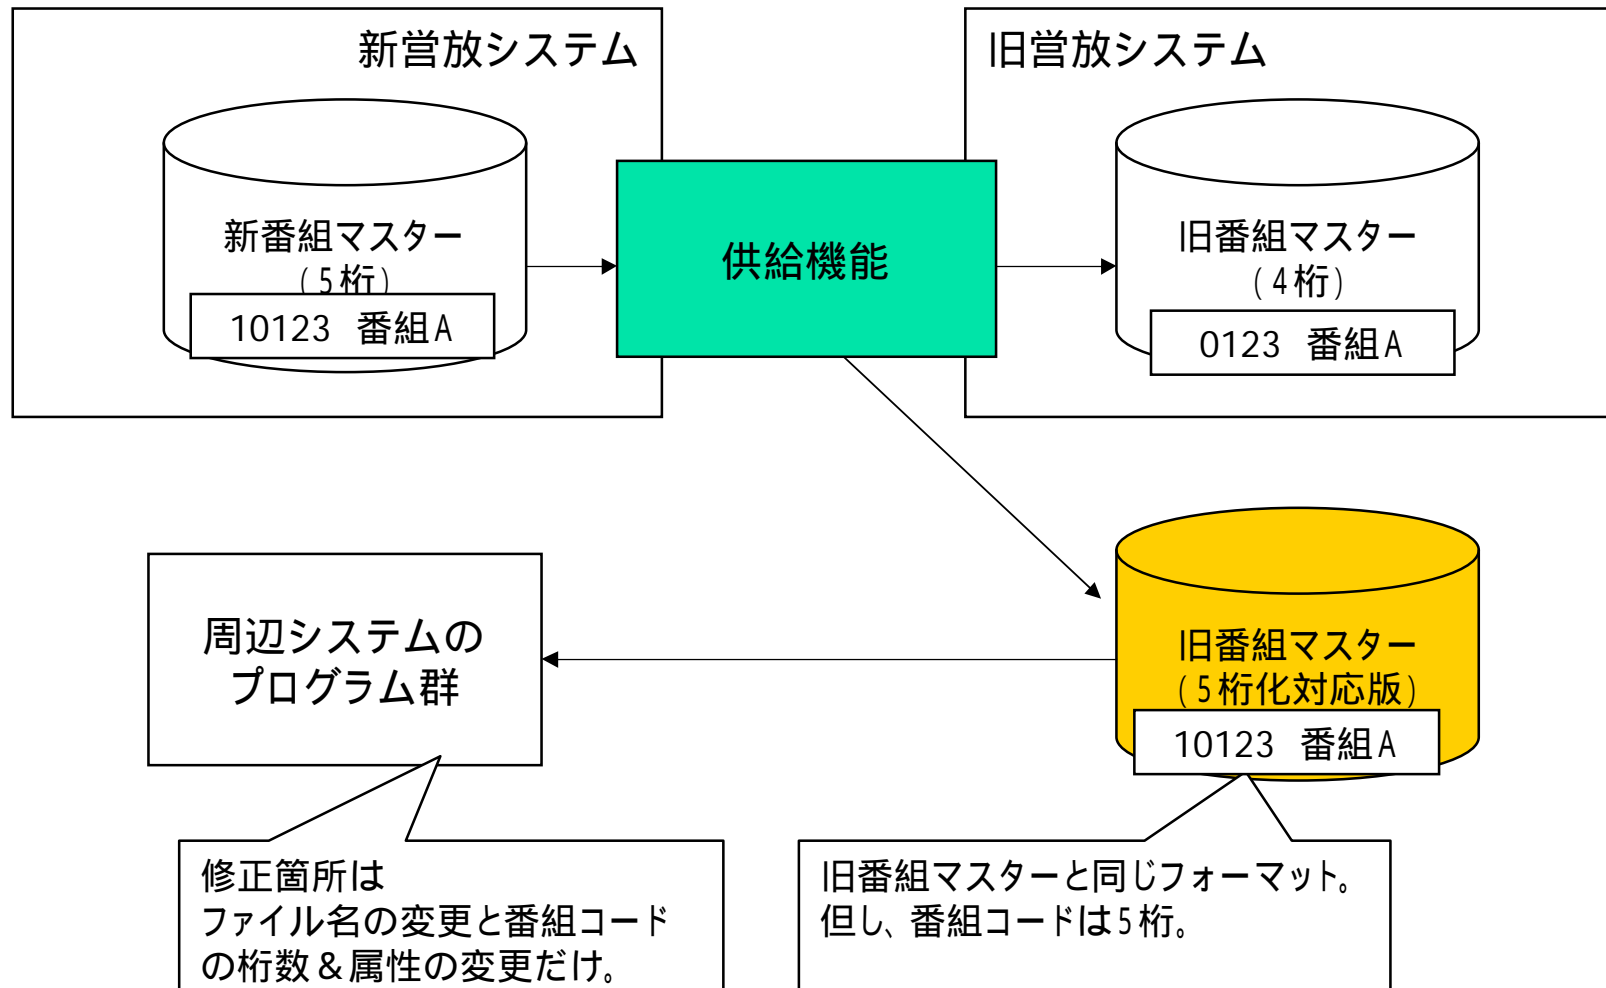 新営放システム
旧営放システム
新番組マスター
(5桁)
10123 番組A
供給機能
旧番組マスター
(4桁)
0123 番組A
周辺システムの
プログラム群
旧番組マスター
(5桁化対応版)
10123 番組A
修正箇所は
ファイル名の変更と番組コード
の桁数&属性の変更だけ。
旧番組マスターと同じフォーマット。
但し、番組コードは5桁。